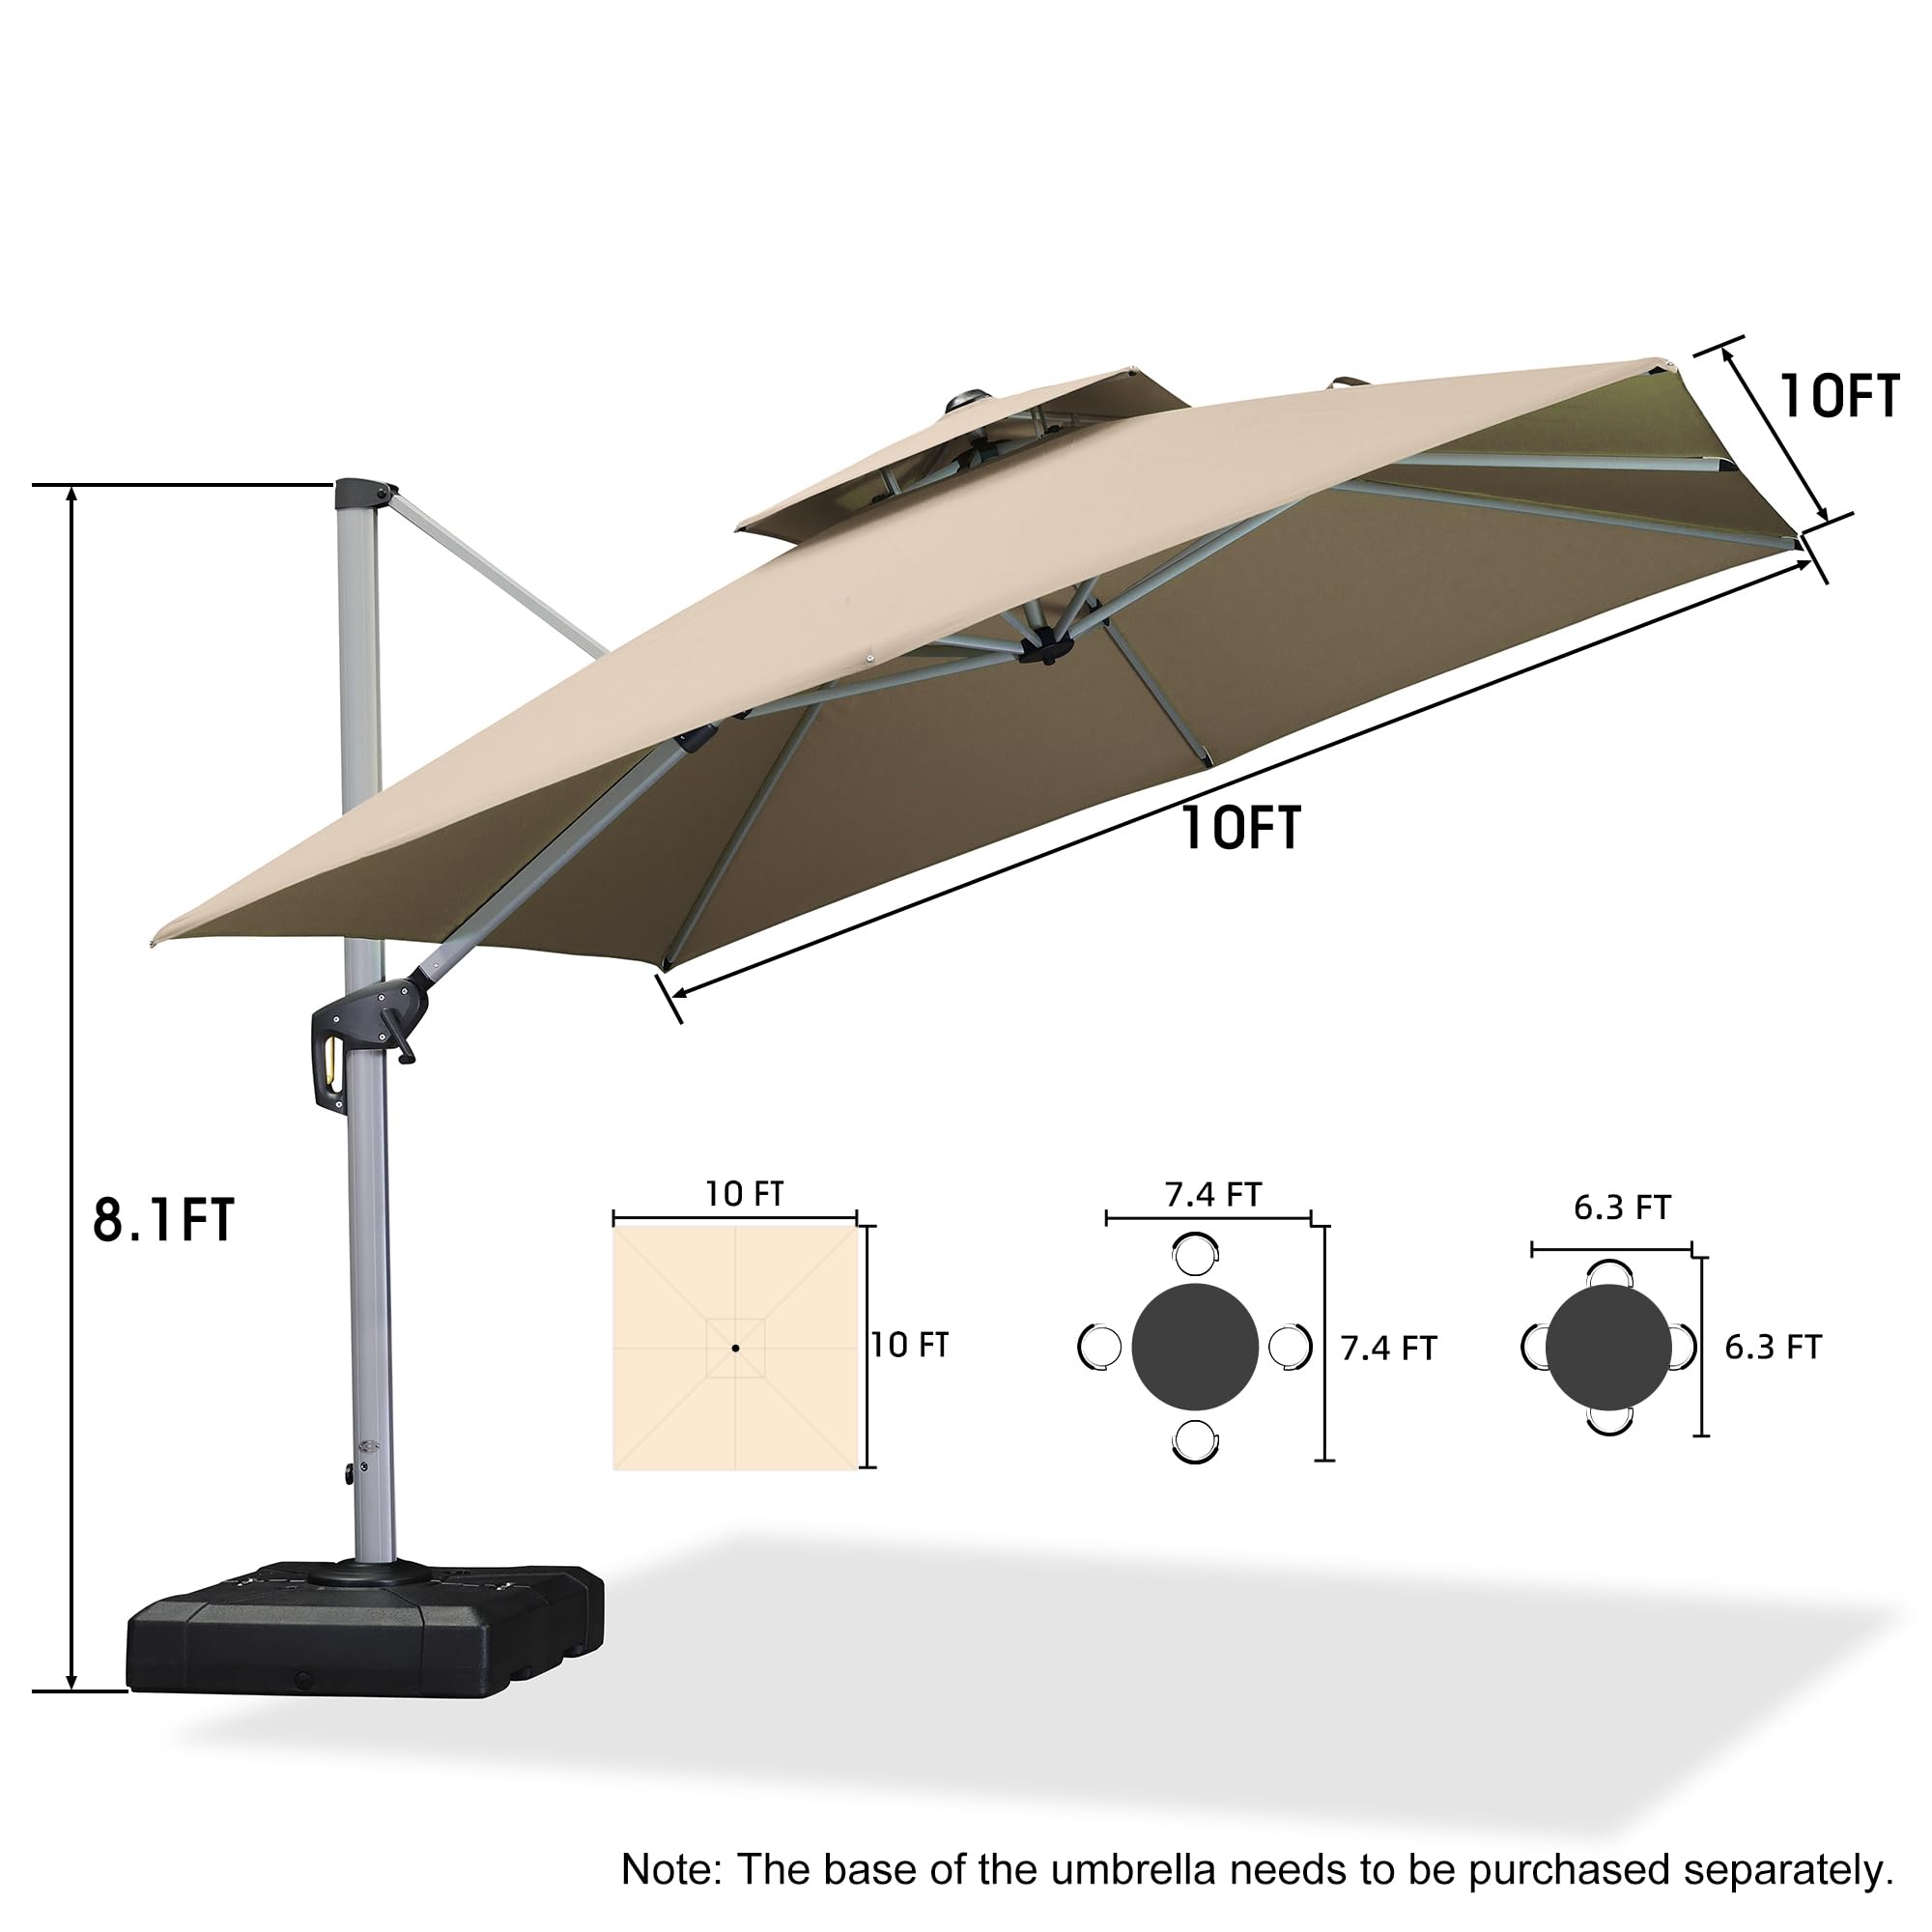 10FT
10FT
8.1FT
10 FT
10 FT
7.4 FT
7.4 FT
6.3 FT
6.3 FT
Note: The base of the umbrella needs to be purchased separately.